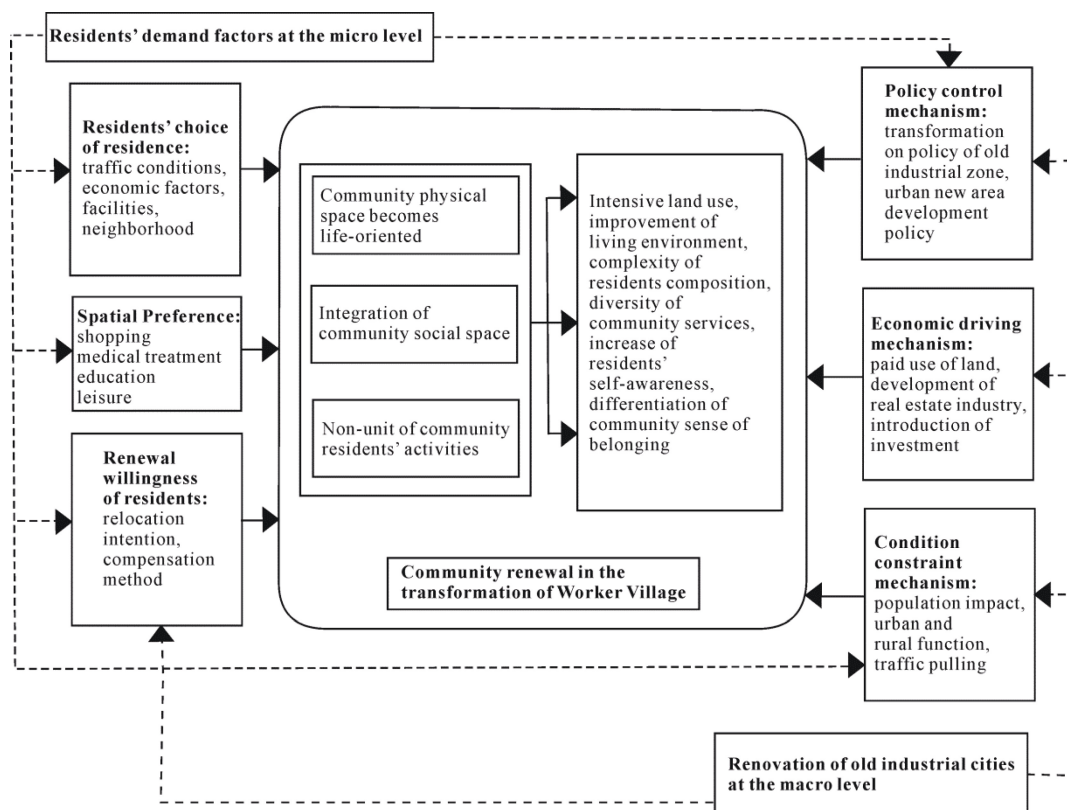 Residents' demand factors at the micro level
Residents' choice
of residence:
traffic conditions,
economic factors,
facilities,
neighborhood
Spatial Preference:
shopping
medical treatment
education
leisure
Renewal
willingness
of residents:
relocation
intention,
compensation
method
Community physical
space becomes
life-oriented
Integration of
community social space
Non-unit of community
residents' activities
Intensive land use,
improvement of
living environment,
complexity of
residents composition,
diversity of
community services,
increase of
residents'
self-awareness,
differentiation of
community sense of
belonging
Community renewal in the
transformation of Worker Village
Policy control
mechanism:
transformation
on policy of old
industrial zone,
urban new area
development
policy
Economic driving
mechanism:
paid use of land,
development of
real estate industry,
introduction of
investment
Condition
constraint
mechanism:
population impact,
urban and
rural function,
traffic pulling
Renovation of old industrial cities
at the macro level